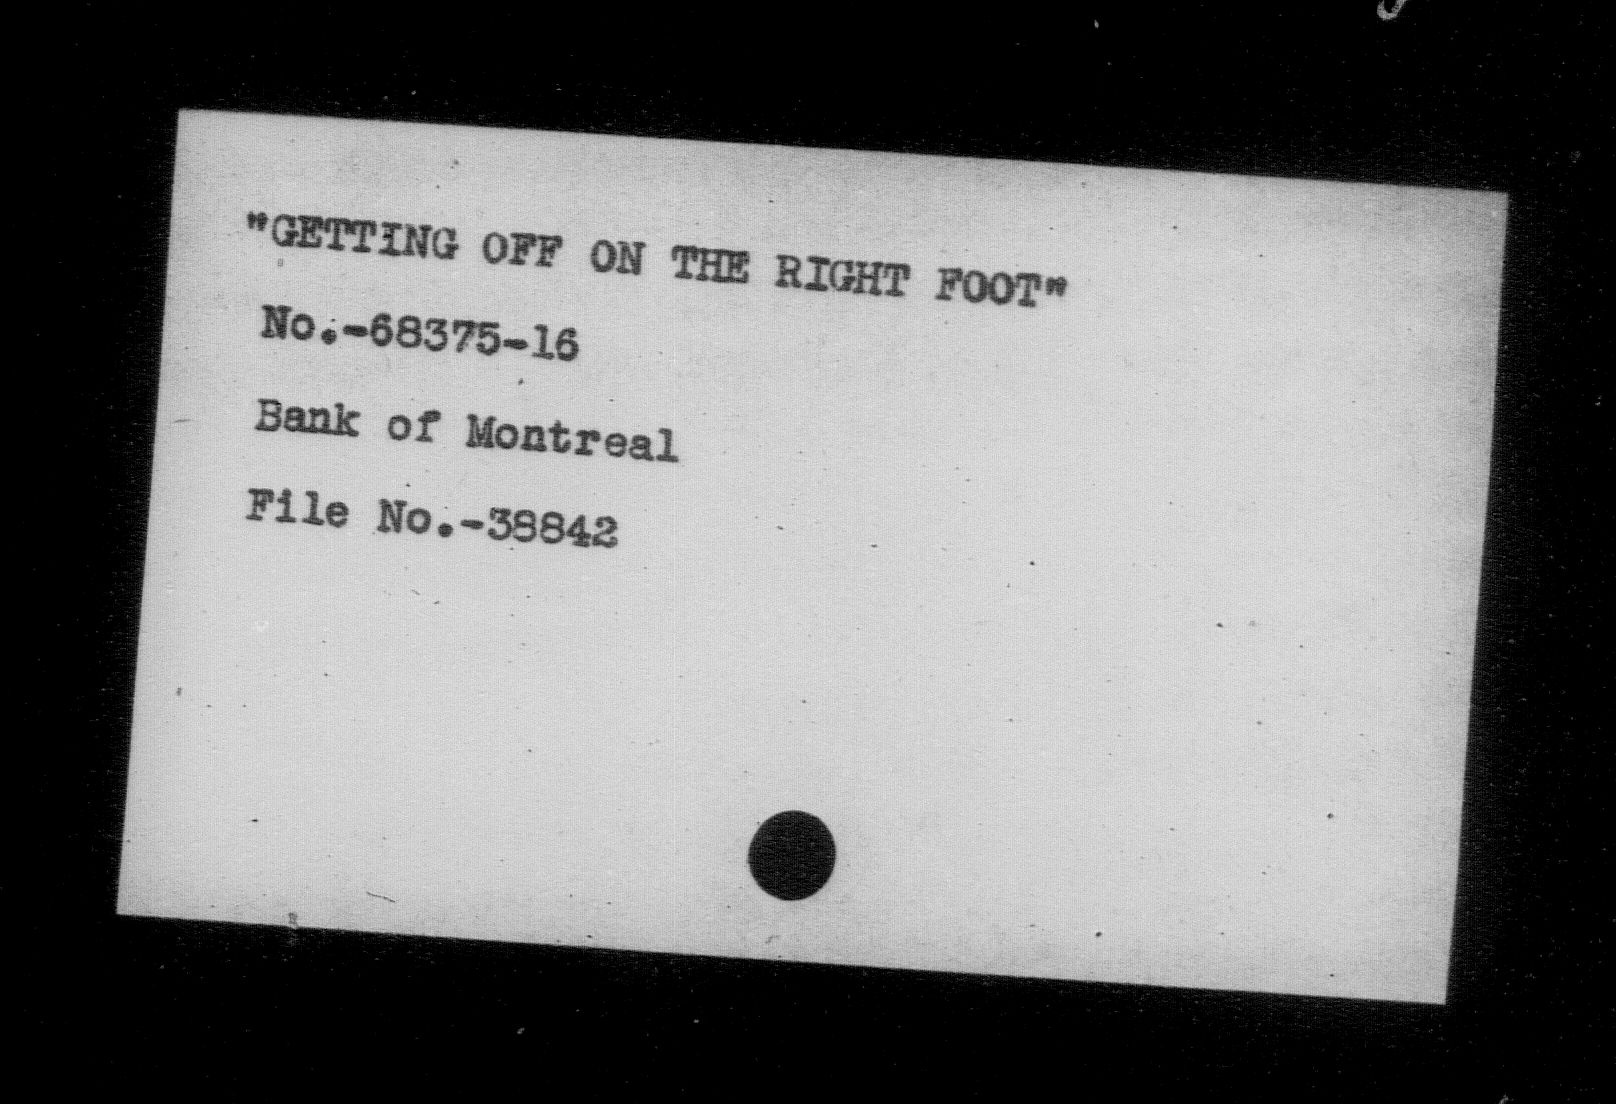 "GETTING OFF ON THE RIGHT FOOT"
No.-68375-16
Bank of Montreal
File No.-38842